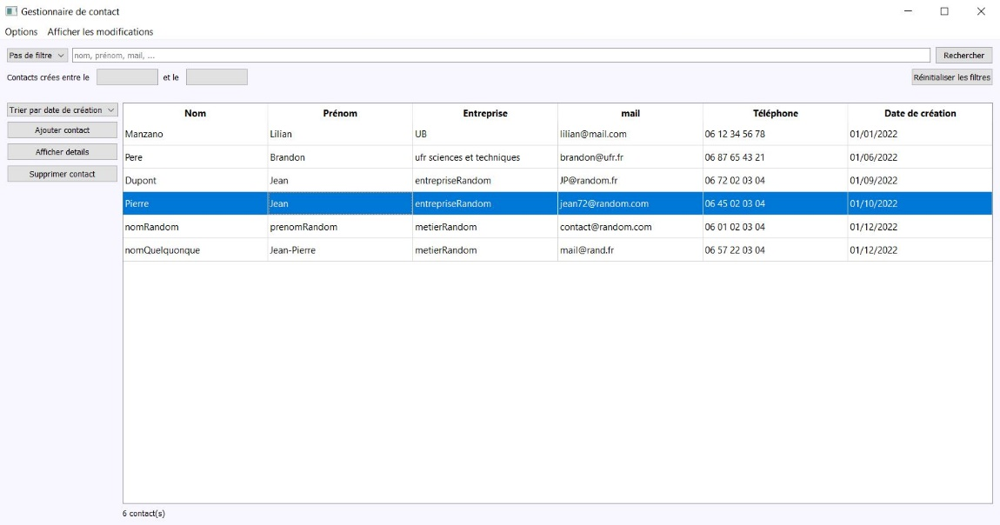 Gestionnaire de contact
Options Afficher les modifications
Pas de filtre nom, prénom, mail, ... Rechercher
Contacts crées entre le et le Réinitialiser les filtres
Trier par date de création
Ajouter contact
Afficher details
Supprimer contact
Nom Prénom Entreprise mail Téléphone Date de création
Manzano Lilian UB lilian@mail.com 06 12 34 56 78 01/01/2022
Pere Brandon ufr sciences et techniques brandon@ufr.fr 06 87 65 43 21 01/06/2022
Dupont Jean entrepriseRandom JP@random.fr 06 72 02 03 04 01/09/2022
Pierre Jean entrepriseRandom jean72@random.com 06 45 02 03 04 01/10/2022
nomRandom prenomRandom metierRandom contact@random.com 06 01 02 03 04 01/12/2022
nomQuelquonque Jean-Pierre metierRandom mail@rand.fr 06 57 22 03 04 01/12/2022
6 contact(s)